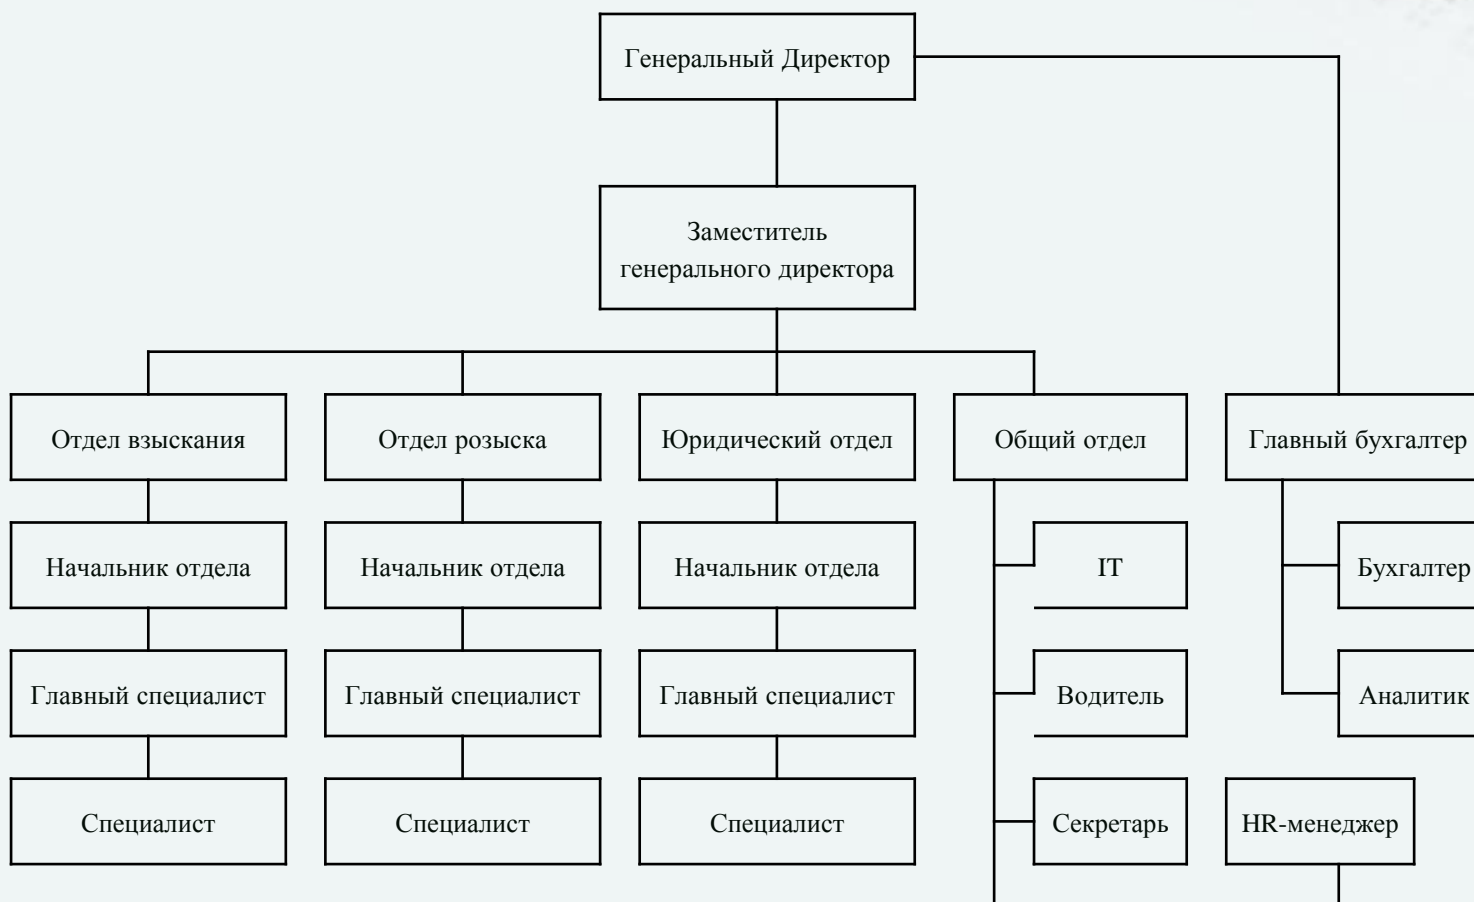 Генеральный Директор
Заместитель
генерального директора
Отдел взыскания
Отдел розыска
Юридический отдел
Общий отдел
Главный бухгалтер
Начальник отдела
Начальник отдела
Начальник отдела
IT
Бухгалтер
Главный специалист
Главный специалист
Главный специалист
Водитель
Аналитик
Специалист
Специалист
Специалист
Секретарь
HR-менеджер